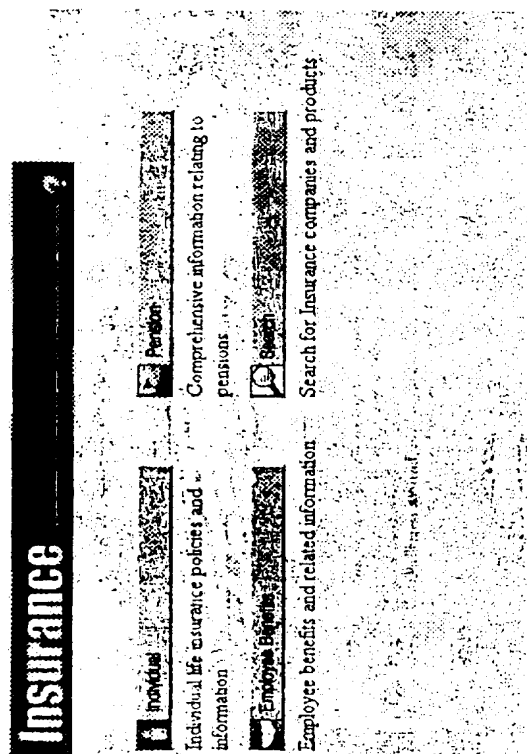 Insurance
?
Individual
Individual life insurance policies and
information
Pension
Comprehensive information relating to
pensions
Employee Benefits
Employee benefits and related information
Search
Search for Insurance companies and products